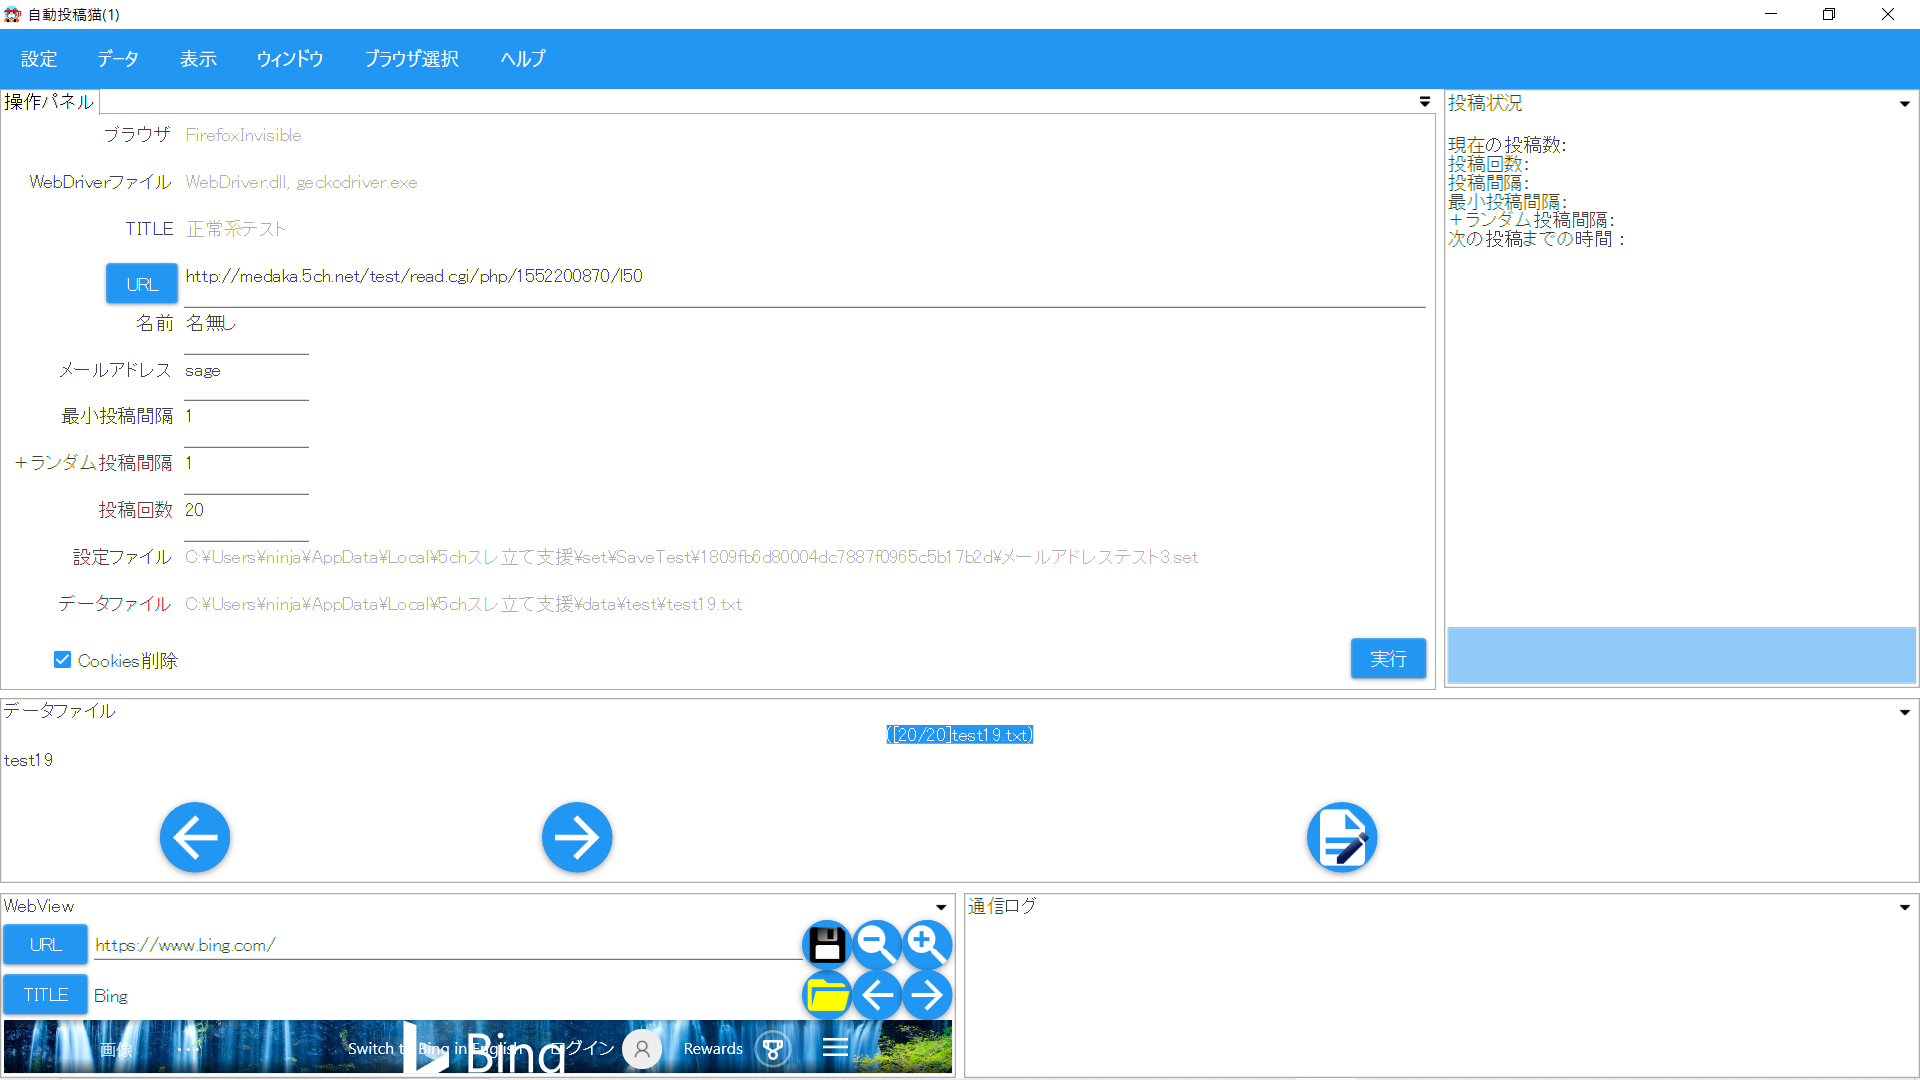 自動投稿猫(1)
設定 データ 表示 ウィンドウ ブラウザ選択 ヘルプ
操作パネル
ブラウザ FirefoxInvisible
WebDriverファイル WebDriver.dll, geckodriver.exe
TITLE 正常系テスト
URL http://medaka.5ch.net/test/read.cgi/php/1552200870/l50
名前 名無し
メールアドレス sage
最小投稿間隔 1
+ランダム投稿間隔 1
投稿回数 20
設定ファイル C:¥Users¥ninja¥AppData¥Local¥5chスレ立て支援¥set¥SaveTest¥1809fb6d80004dc7887f0965c5b17b2d¥メールアドレステスト3.set
データファイル C:¥Users¥ninja¥AppData¥Local¥5chスレ立て支援¥data¥test¥test19.txt
Cookies削除 実行
投稿状況
現在の投稿数:
投稿回数:
投稿間隔:
最小投稿間隔:
+ランダム投稿間隔:
次の投稿までの時間:
データファイル
([20/20]test19.txt)
test19
WebView
URL https://www.bing.com/
TITLE Bing
画像 ... Switch to Bing in English Bing ログイン Rewards
通信ログ